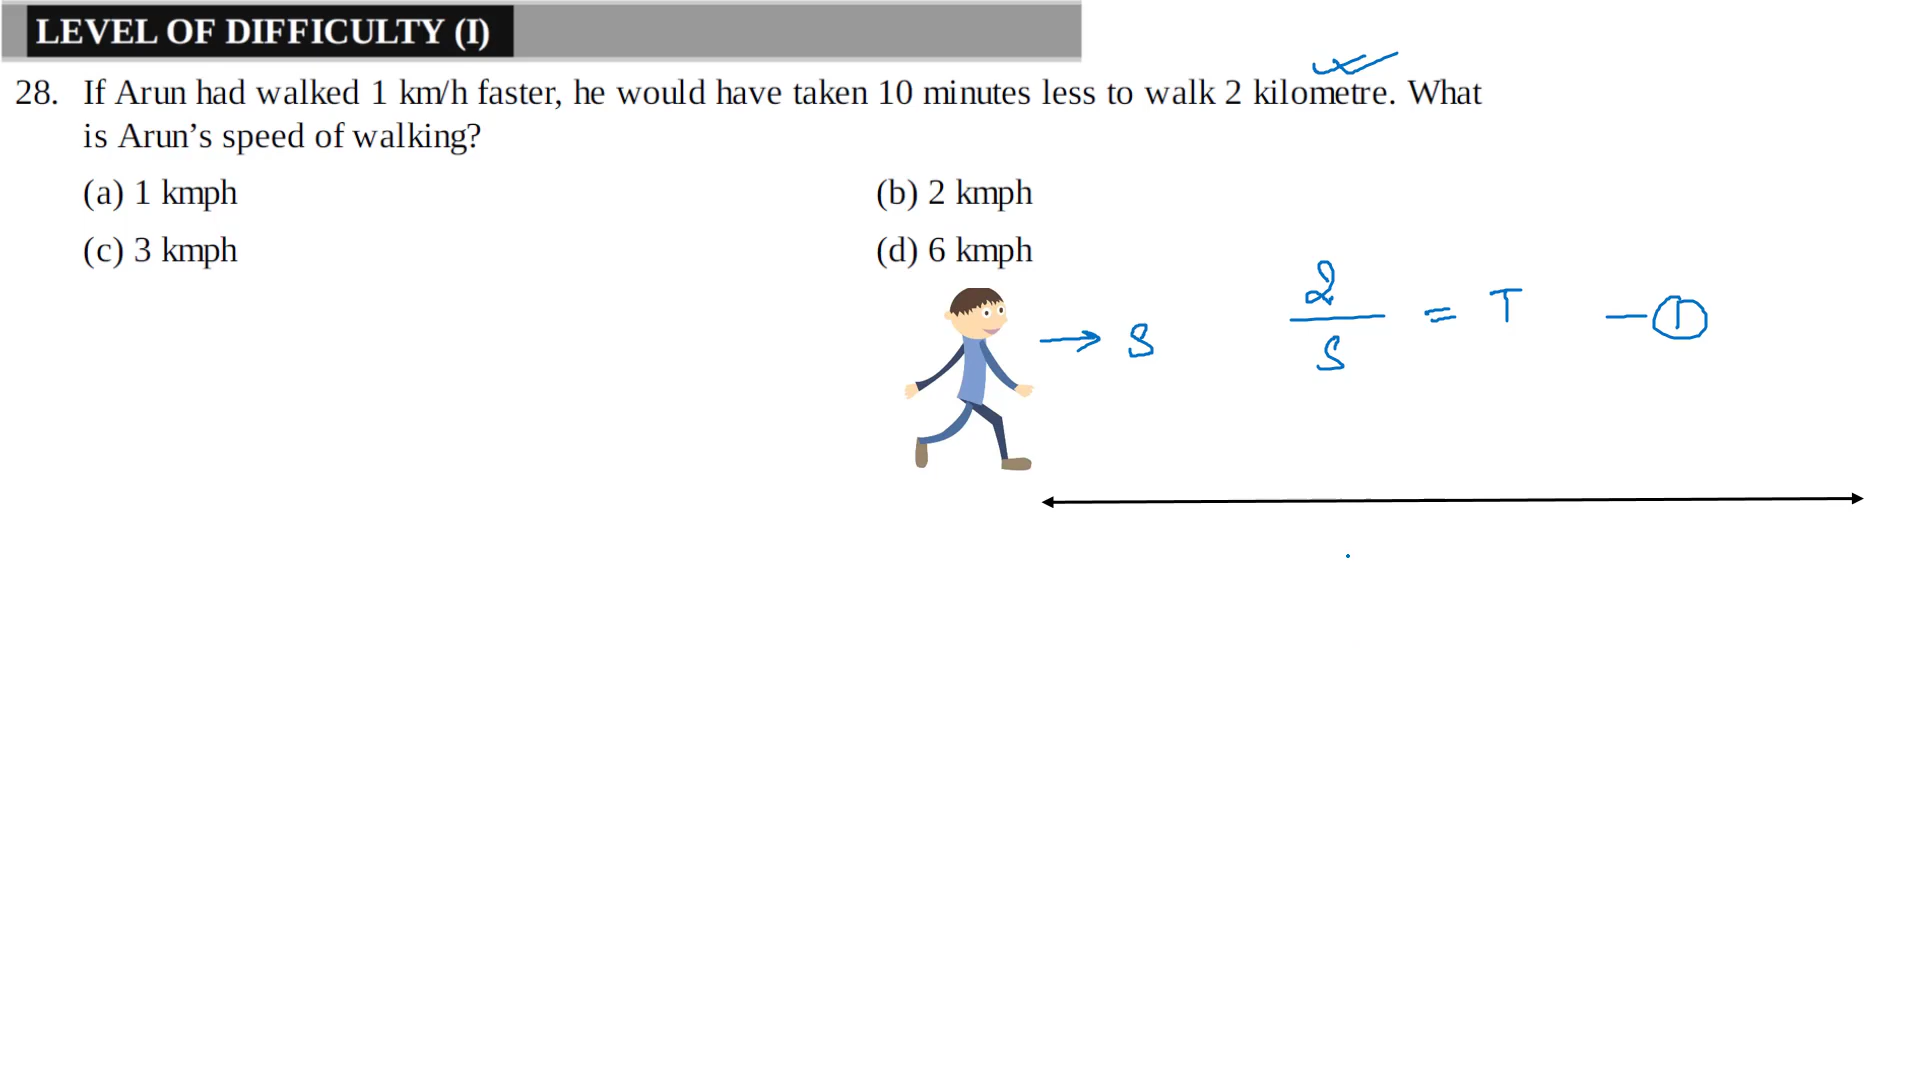 LEVEL OF DIFFICULTY (I)
28. If Arun had walked 1 km/h faster, he would have taken 10 minutes less to walk 2 kilometre. What
is Arun’s speed of walking?
(a) 1 kmph (b) 2 kmph
(c) 3 kmph (d) 6 kmph
→ S 2/S = T —①